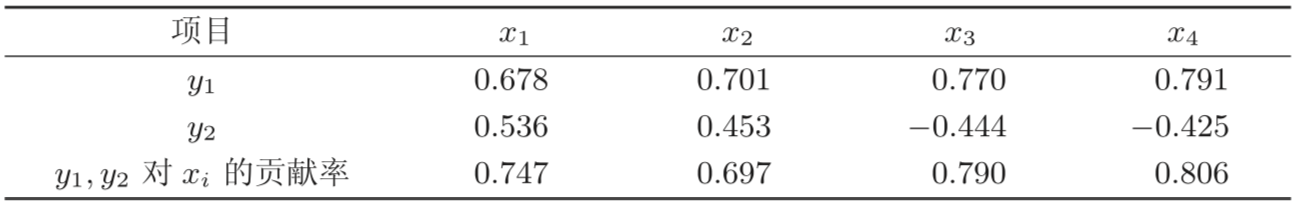 项目 x₁ x₂ x₃ x₄
y₁ 0.678 0.701 0.770 0.791
y₂ 0.536 0.453 −0.444 −0.425
y₁, y₂ 对 xᵢ 的贡献率 0.747 0.697 0.790 0.806